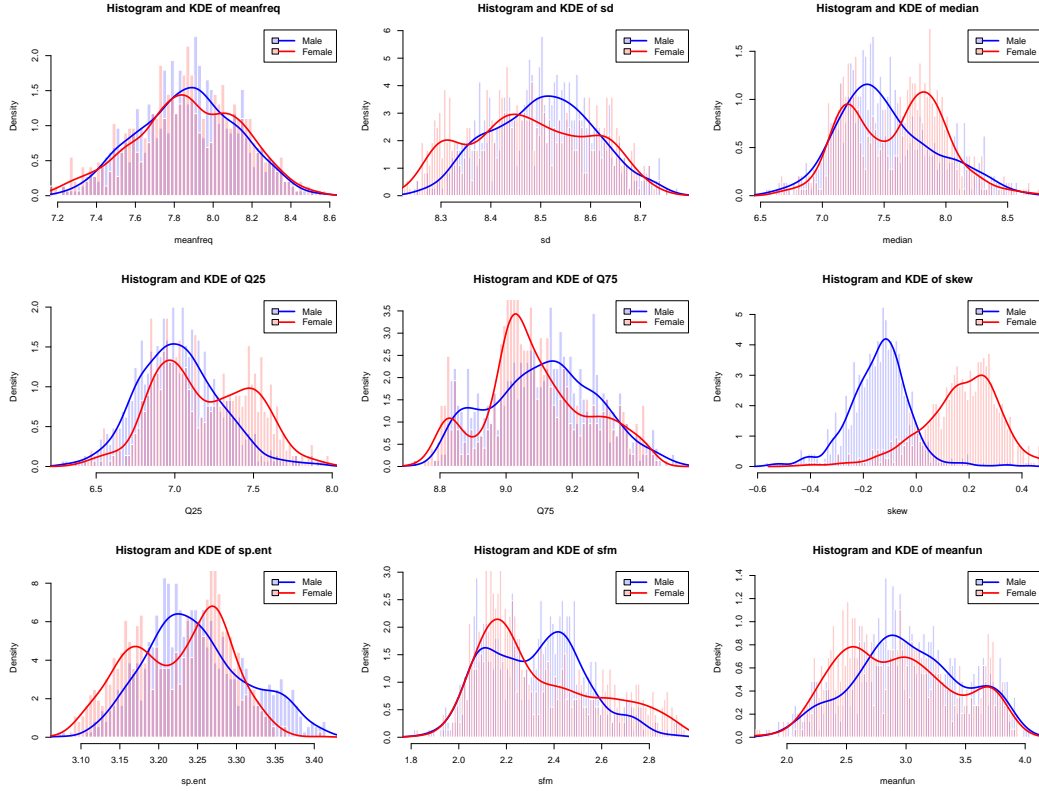 Histogram and KDE of meanfreq
Density
0.0 0.5 1.0 1.5 2.0
7.2 7.4 7.6 7.8 8.0 8.2 8.4 8.6
meanfreq
Male
Female
Histogram and KDE of sd
Density
0 1 2 3 4 5 6
8.3 8.4 8.5 8.6 8.7
sd
Male
Female
Histogram and KDE of median
Density
0.0 0.5 1.0 1.5
6.5 7.0 7.5 8.0 8.5
median
Male
Female
Histogram and KDE of Q25
Density
0.0 0.5 1.0 1.5 2.0
6.5 7.0 7.5 8.0
Q25
Male
Female
Histogram and KDE of Q75
Density
0.0 0.5 1.0 1.5 2.0 2.5 3.0 3.5
8.8 9.0 9.2 9.4
Q75
Male
Female
Histogram and KDE of skew
Density
0 1 2 3 4 5
−0.6 −0.4 −0.2 0.0 0.2 0.4
skew
Male
Female
Histogram and KDE of sp.ent
Density
0 2 4 6 8
3.10 3.15 3.20 3.25 3.30 3.35 3.40
sp.ent
Male
Female
Histogram and KDE of sfm
Density
0.0 0.5 1.0 1.5 2.0 2.5 3.0
1.8 2.0 2.2 2.4 2.6 2.8
sfm
Male
Female
Histogram and KDE of meanfun
Density
0.0 0.2 0.4 0.6 0.8 1.0 1.2 1.4
2.0 2.5 3.0 3.5 4.0
meanfun
Male
Female